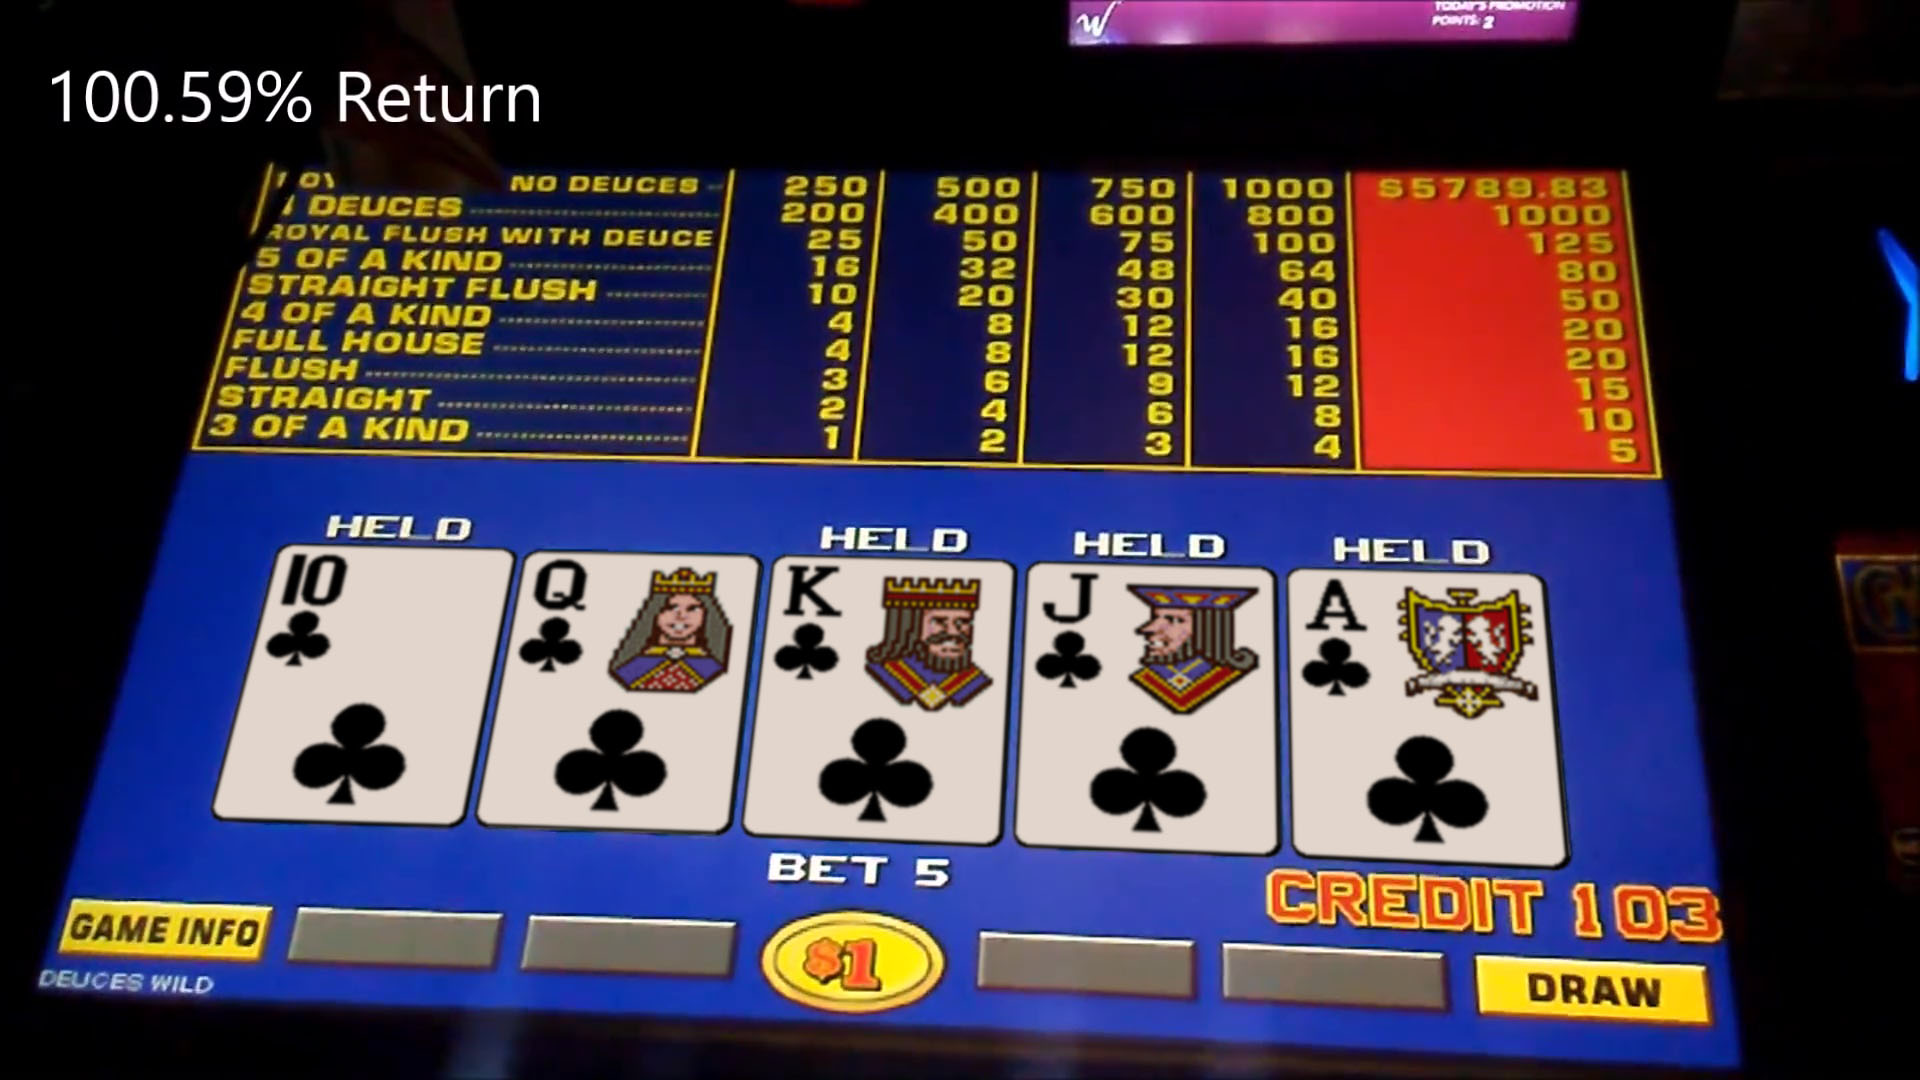 TODAY'S PROMOTION
POINTS: 2
100.59% Return
NO DEUCES 250 500 750 1000 $5789.83
DEUCES 200 400 600 800 1000
ROYAL FLUSH WITH DEUCE 25 50 75 100 125
5 OF A KIND 16 32 48 64 80
STRAIGHT FLUSH 10 20 30 40 50
4 OF A KIND 4 8 12 16 20
FULL HOUSE 4 8 12 16 20
FLUSH 3 6 9 12 15
STRAIGHT 2 4 6 8 10
3 OF A KIND 1 2 3 4 5
HELD HELD HELD HELD
10 Q K J A
BET 5
CREDIT 103
GAME INFO $1 DRAW
DEUCES WILD